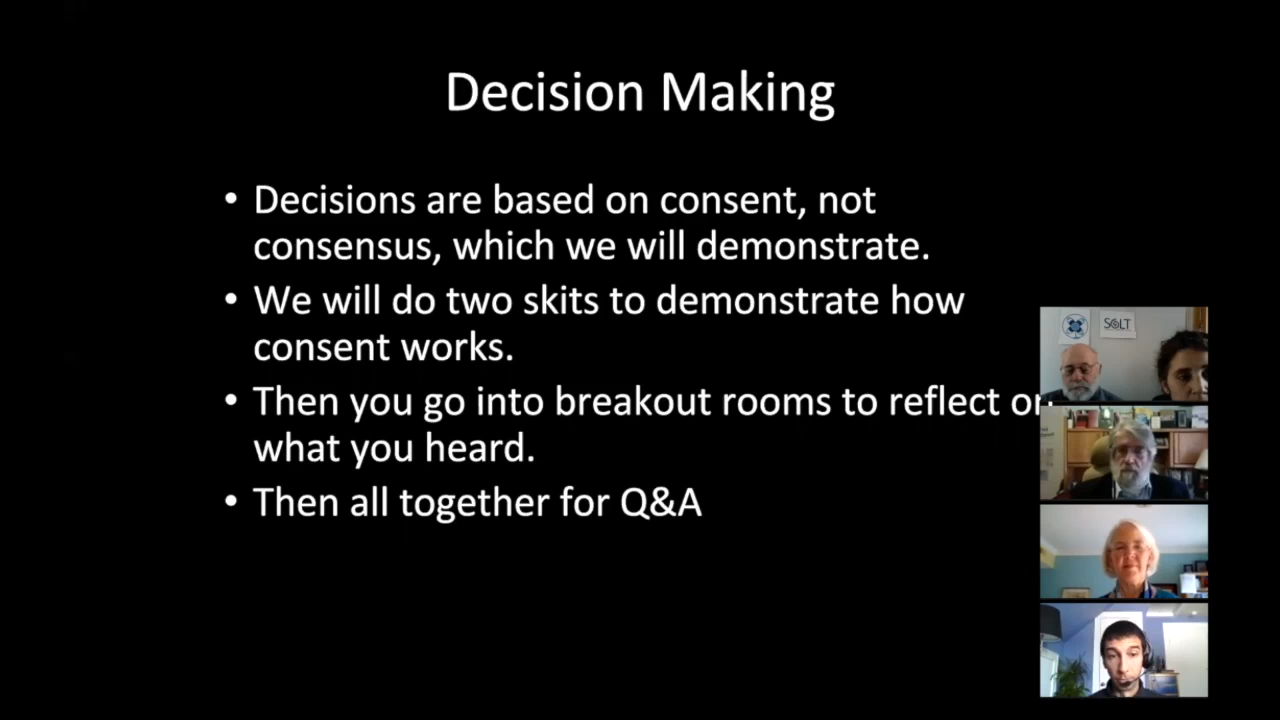 Decision Making
• Decisions are based on consent, not
consensus, which we will demonstrate.
• We will do two skits to demonstrate how
consent works.
• Then you go into breakout rooms to reflect on
what you heard.
• Then all together for Q&A
SoLT